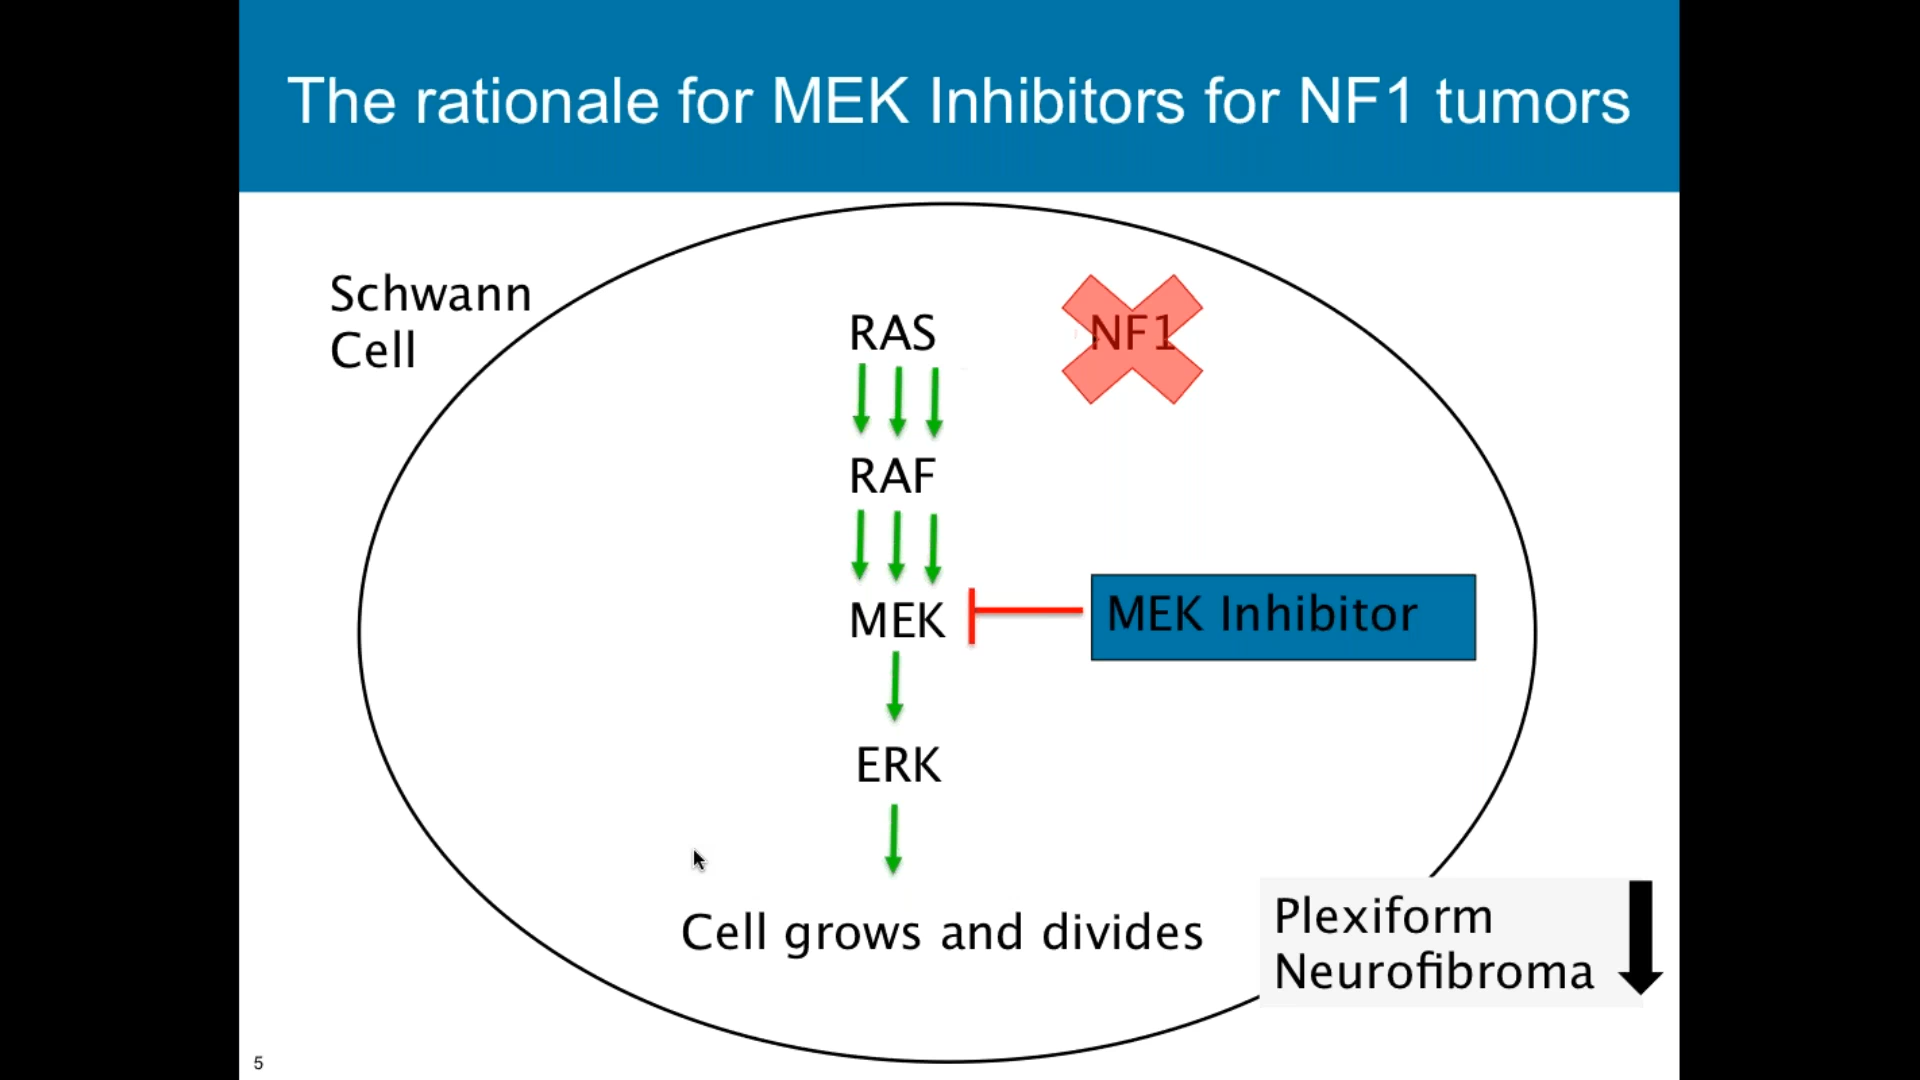 The rationale for MEK Inhibitors for NF1 tumors
Schwann
Cell
RAS
NF1
RAF
MEK
MEK Inhibitor
ERK
Cell grows and divides
Plexiform
Neurofibroma
5